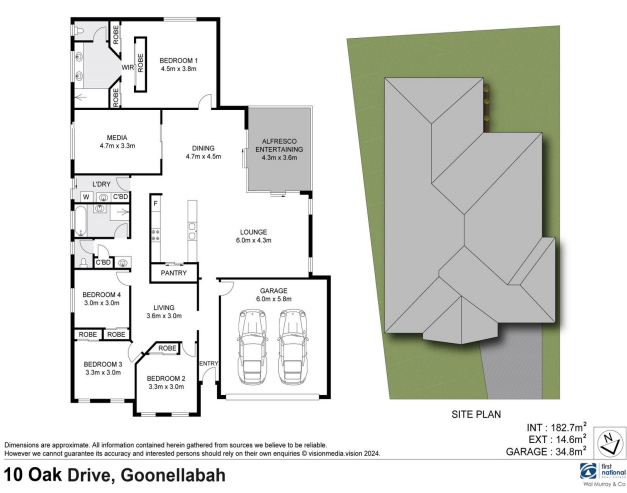 ROBE
WIR
ROBE
BEDROOM 1
4.5m x 3.8m
ROBE
MEDIA
4.7m x 3.3m
DINING
4.7m x 4.5m
ALFRESCO
ENTERTAINING
4.3m x 3.6m
L'DRY
W
C'BD
F
LOUNGE
6.0m x 4.3m
C'BD
PANTRY
BEDROOM 4
3.0m x 3.0m
LIVING
3.6m x 3.0m
GARAGE
6.0m x 5.8m
ROBE
ROBE
ROBE
BEDROOM 3
3.3m x 3.0m
BEDROOM 2
3.3m x 3.0m
ENTRY
SITE PLAN
INT : 182.7m²
EXT : 14.6m²
GARAGE : 34.8m²
N
Dimensions are approximate. All information contained herein gathered from sources we believe to be reliable.
However we cannot guarantee its accuracy and interested persons should rely on their own enquiries © visionmedia.vision 2024.
10 Oak Drive, Goonellabah
first
national
REAL ESTATE
Wal Murray & Co